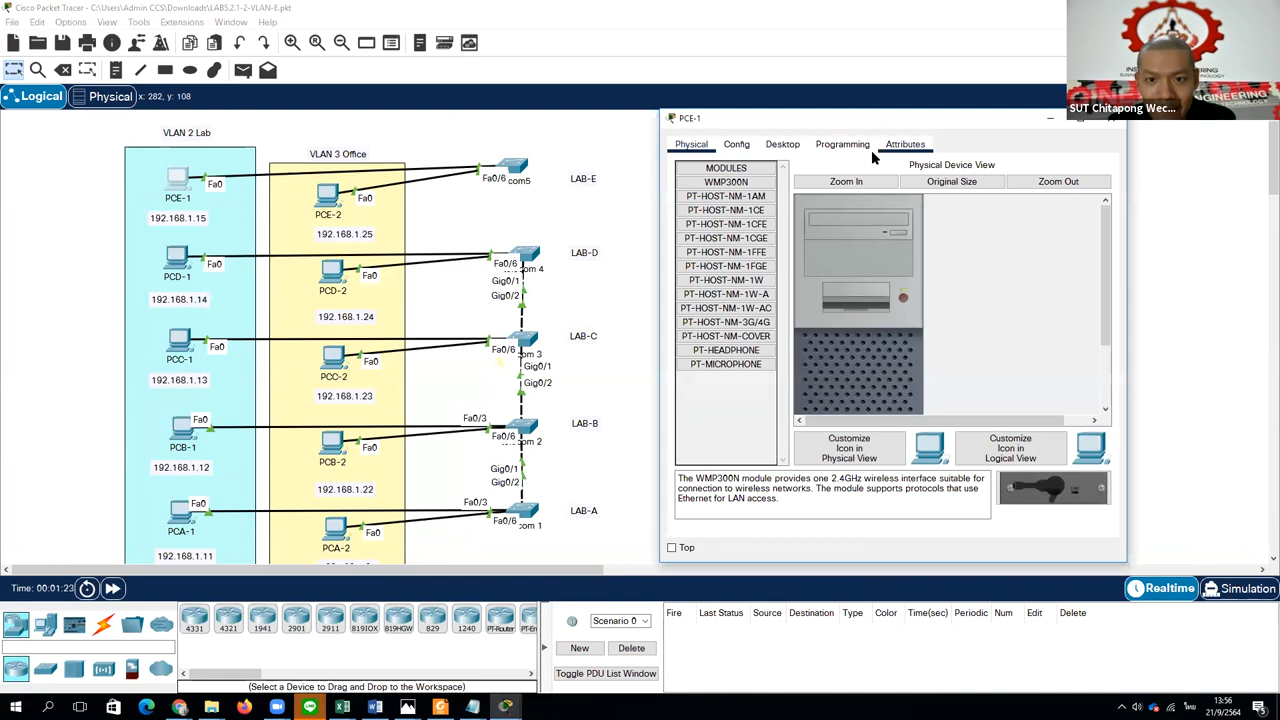 Cisco Packet Tracer - C:\Users\Admin CCS\Downloads\LAB5.2.1-2-VLAN-E.pkt
File Edit Options View Tools Extensions Window Help
Logical Physical x: 282, y: 108
SUT Chitapong Wec...
VLAN 2 Lab
VLAN 3 Office
PCE-1
Fa0
192.168.1.15
PCE-2
Fa0
192.168.1.25
Fa0/6
com5
LAB-E
PCD-1
Fa0
192.168.1.14
PCD-2
Fa0
192.168.1.24
Fa0/6
om 4
Gig0/1
Gig0/2
LAB-D
PCC-1
Fa0
192.168.1.13
PCC-2
Fa0
192.168.1.23
Fa0/6
om 3
Gig0/1
Gig0/2
LAB-C
PCB-1
Fa0
192.168.1.12
PCB-2
Fa0
192.168.1.22
Fa0/3
Fa0/6
om 2
Gig0/1
Gig0/2
LAB-B
PCA-1
Fa0
192.168.1.11
PCA-2
Fa0
Fa0/3
Fa0/6
om 1
LAB-A
PCE-1
Physical Config Desktop Programming Attributes
MODULES
WMP300N
PT-HOST-NM-1AM
PT-HOST-NM-1CE
PT-HOST-NM-1CFE
PT-HOST-NM-1CGE
PT-HOST-NM-1FFE
PT-HOST-NM-1FGE
PT-HOST-NM-1W
PT-HOST-NM-1W-A
PT-HOST-NM-1W-AC
PT-HOST-NM-3G/4G
PT-HOST-NM-COVER
PT-HEADPHONE
PT-MICROPHONE
Physical Device View
Zoom In Original Size Zoom Out
Customize
Icon in
Physical View
Customize
Icon in
Logical View
The WMP300N module provides one 2.4GHz wireless interface suitable for
connection to wireless networks. The module supports protocols that use
Ethernet for LAN access.
Top
Time: 00:01:23
Realtime Simulation
4331 4321 1941 2901 2911 819IOX 819HGW 829 1240 PT-Router
(Select a Device to Drag and Drop to the Workspace)
Scenario 0
New Delete
Toggle PDU List Window
Fire Last Status Source Destination Type Color Time(sec) Periodic Num Edit Delete
13:56
21/9/2564